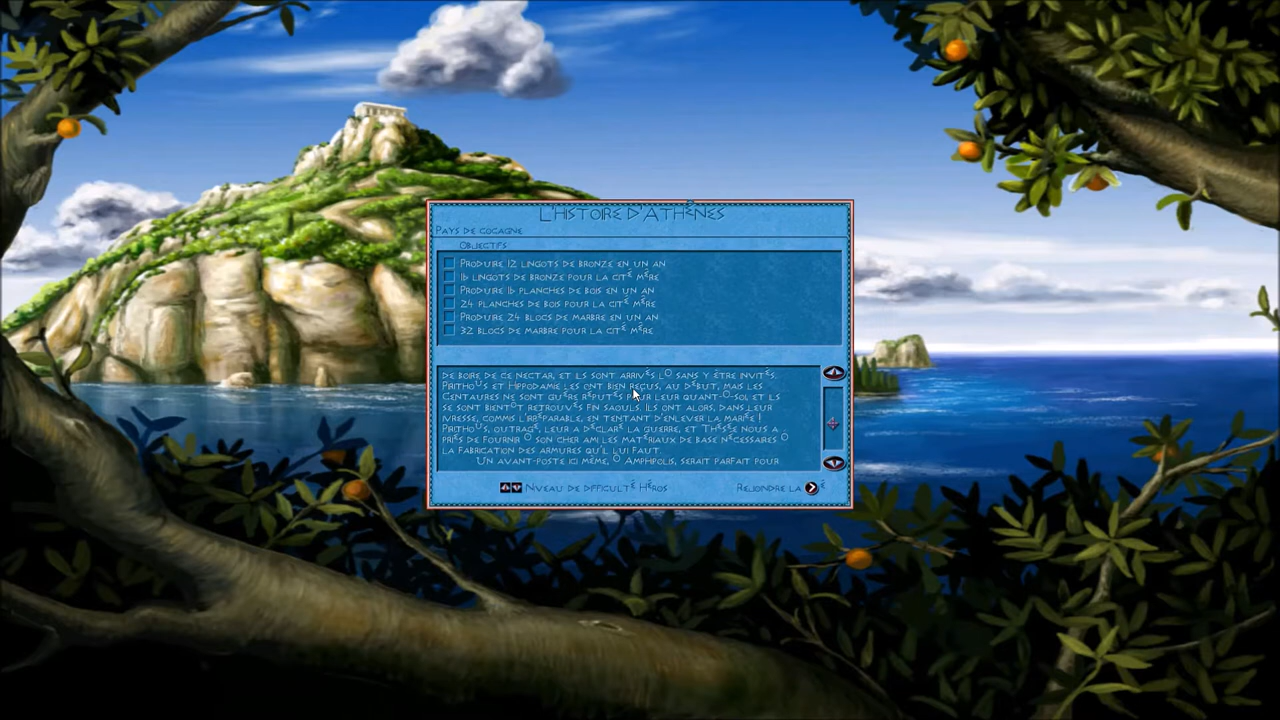 L'HISTOIRE D'ATHÉNES
PAYS DE COCAGNE
OBJECTIFS
PRODUIRE 12 LINGOTS DE BRONZE EN UN AN
16 LINGOTS DE BRONZE POUR LA CITÉ MÈRE
PRODUIRE 16 PLANCHES DE BOIS EN UN AN
24 PLANCHES DE BOIS POUR LA CITÉ MÈRE
PRODUIRE 24 BLOCS DE MARBRE EN UN AN
32 BLOCS DE MARBRE POUR LA CITÉ MÈRE
DE BOIRE DE CE NECTAR, ET ILS SONT ARRIVÉS LÀ SANS Y ÊTRE INVITÉS.
PIRITHOÜS ET HIPPODAMIE LES ONT BIEN REÇUS, AU DÉBUT, MAIS LES
CENTAURES NE SONT GUÈRE RÉPUTÉS POUR LEUR QUANT-À-SOI ET ILS
SE SONT BIENTÔT RETROUVÉS FIN SAOULS. ILS ONT ALORS, DANS LEUR
IVRESSE, COMMIS L'IRRÉPARABLE, EN TENTANT D'ENLEVER LA MARIÉE !
PIRITHOÜS, OUTRAGÉ, LEUR A DÉCLARÉ LA GUERRE, ET THÉSÉE NOUS A
PRIÉS DE FOURNIR À SON CHER AMI LES MATÉRIAUX DE BASE NÉCESSAIRES À
LA FABRICATION DES ARMURES QU'IL LUI FAUT.
UN AVANT-POSTE ICI MÊME, À AMPHIPOLIS, SERAIT PARFAIT POUR
NIVEAU DE DIFFICULTÉ HÉROS
REJOINDRE LA